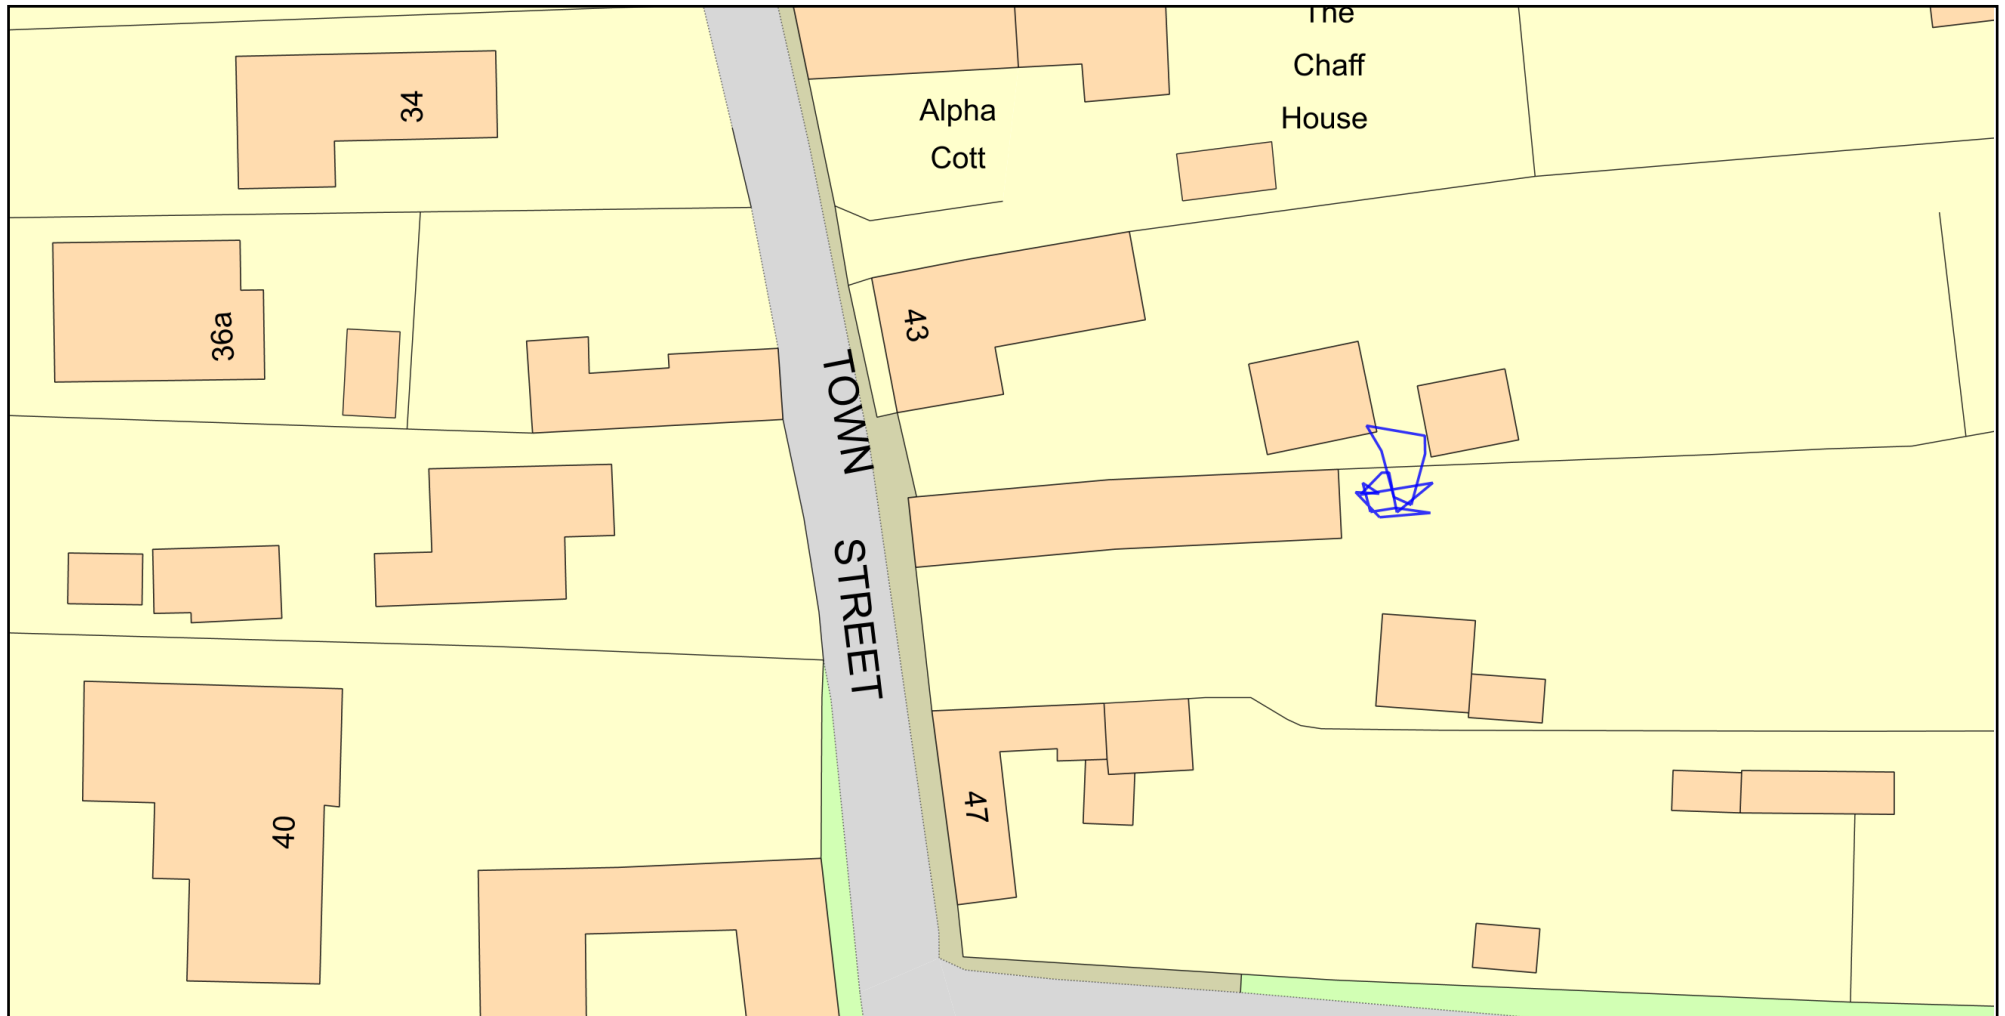 The
Chaff
House
Alpha
Cott
34
43
36a
TOWN
STREET
47
40